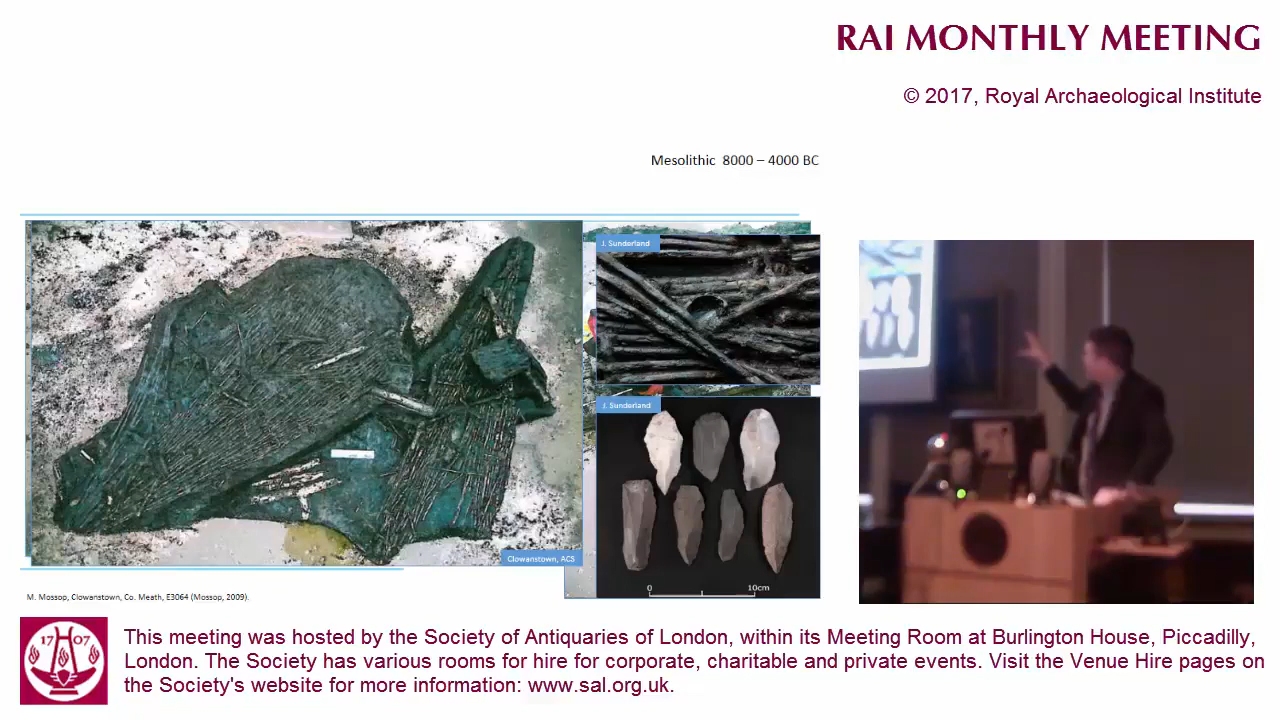 RAI MONTHLY MEETING
© 2017, Royal Archaeological Institute
Mesolithic 8000 – 4000 BC
J. Sunderland
J. Sunderland
0 10cm
Clowanstown, ACS
M. Mossop, Clowanstown, Co. Meath, E3064 (Mossop, 2009).
17 07
This meeting was hosted by the Society of Antiquaries of London, within its Meeting Room at Burlington House, Piccadilly,
London. The Society has various rooms for hire for corporate, charitable and private events. Visit the Venue Hire pages on
the Society's website for more information: www.sal.org.uk.